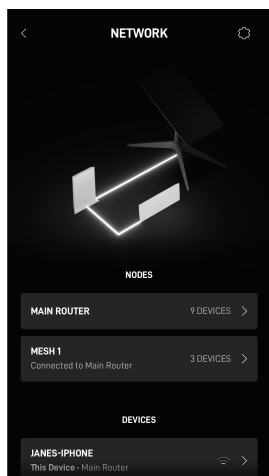 NETWORK
NODES
MAIN ROUTER 9 DEVICES
MESH 1
Connected to Main Router 3 DEVICES
DEVICES
JANES-IPHONE
This Device - Main Router